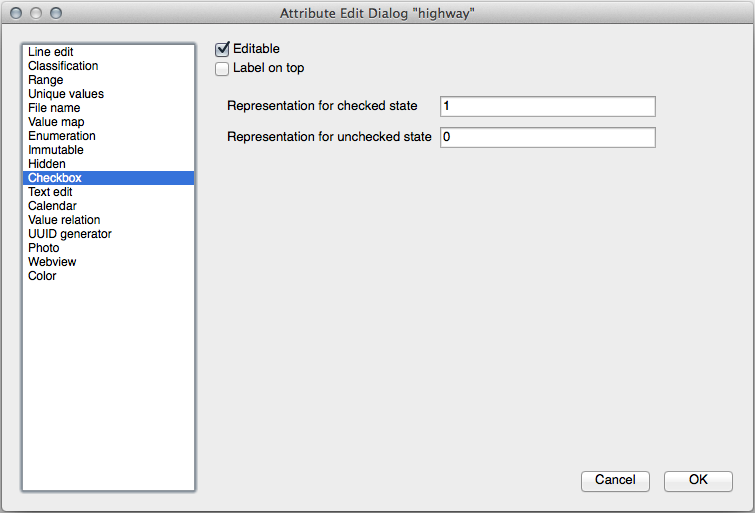 Attribute Edit Dialog "highway"
Line edit
Classification
Range
Unique values
File name
Value map
Enumeration
Immutable
Hidden
Checkbox
Text edit
Calendar
Value relation
UUID generator
Photo
Webview
Color
Editable
Label on top
Representation for checked state 1
Representation for unchecked state 0
Cancel OK